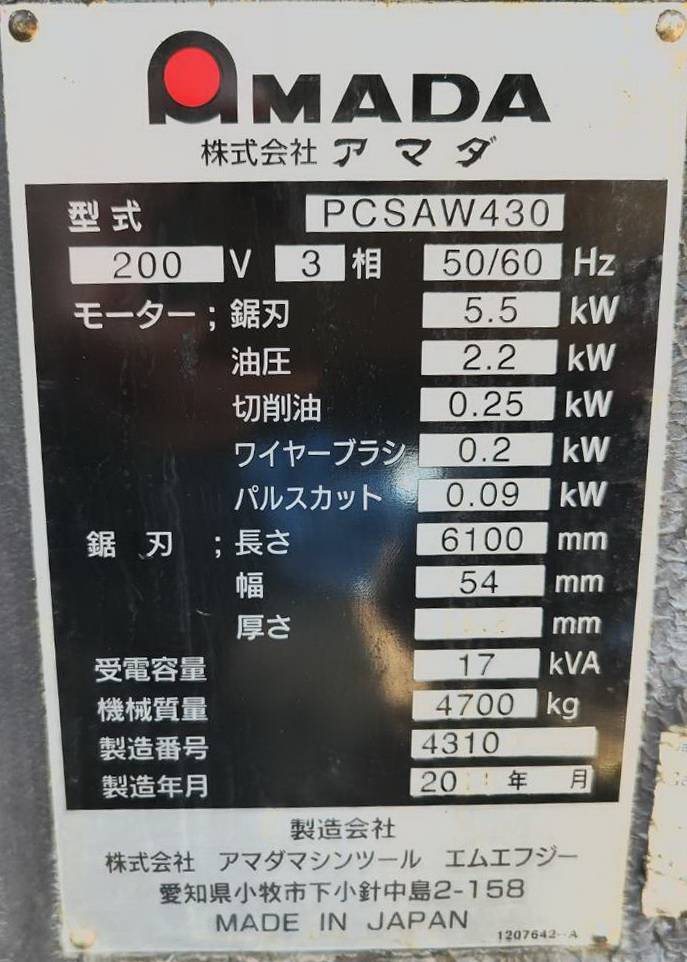 AMADA
株式会社 アマダ
型式 PCSAW430
200 V 3 相 50/60 Hz
モーター ; 鋸刃 5.5 kW
油圧 2.2 kW
切削油 0.25 kW
ワイヤーブラシ 0.2 kW
パルスカット 0.09 kW
鋸 刃 ; 長さ 6100 mm
幅 54 mm
厚さ mm
受電容量 17 kVA
機械質量 4700 kg
製造番号 4310
製造年月 20 年 月
製造会社
株式会社 アマダマシンツール エムエフジー
愛知県小牧市下小針中島2-158
MADE IN JAPAN
1207642-A